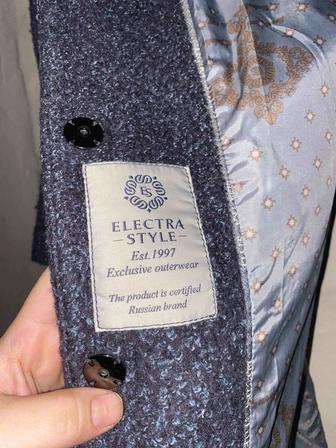 ES
ELECTRA
– STYLE –
Est. 1997
Exclusive outerwear
The product is certified
Russian brand